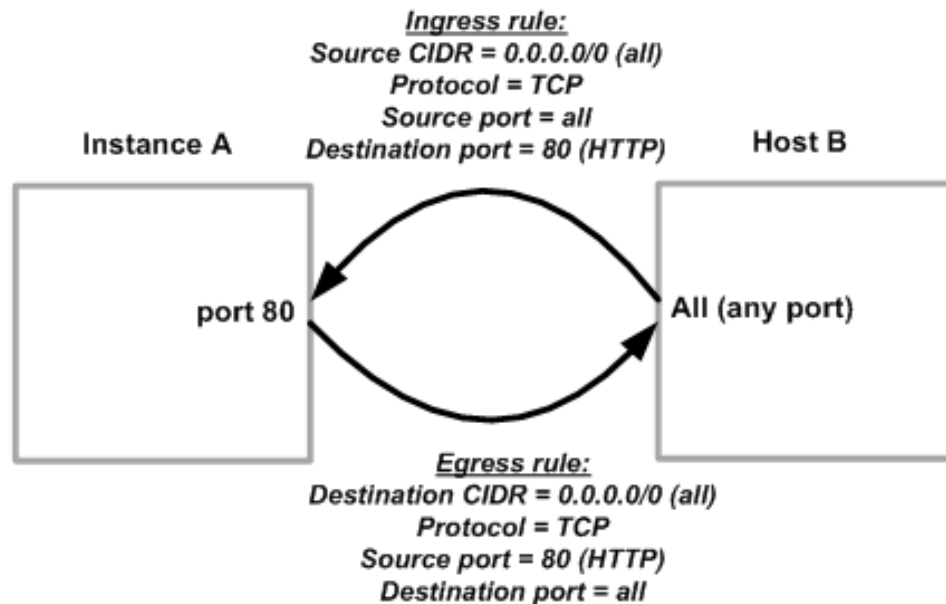 Ingress rule:
Source CIDR = 0.0.0.0/0 (all)
Protocol = TCP
Source port = all
Destination port = 80 (HTTP)
Instance A
Host B
port 80
All (any port)
Egress rule:
Destination CIDR = 0.0.0.0/0 (all)
Protocol = TCP
Source port = 80 (HTTP)
Destination port = all